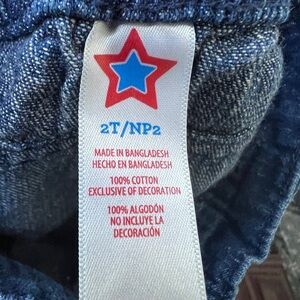 2T/NP2
MADE IN BANGLADESH
HECHO EN BANGLADESH
100% COTTON
EXCLUSIVE OF DECORATION
100% ALGODÓN
NO INCLUYE LA
DECORACIÓN